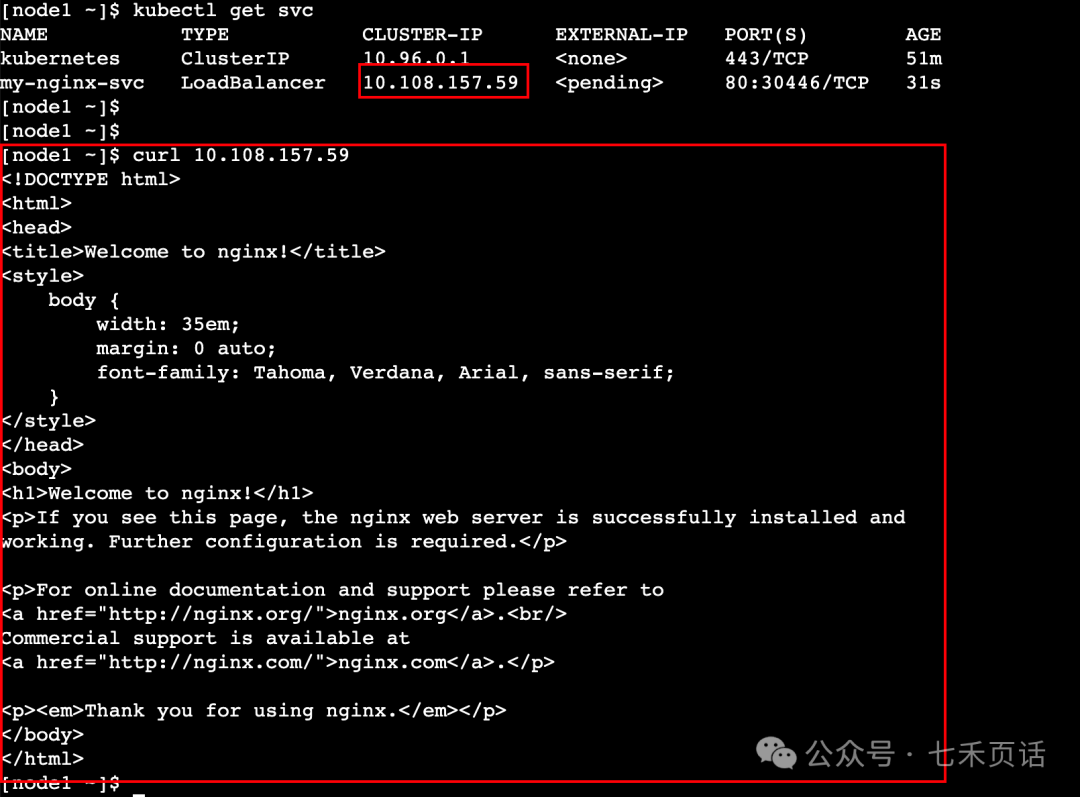 [node1 ~]$ kubectl get svc
NAME            TYPE           CLUSTER-IP      EXTERNAL-IP   PORT(S)        AGE
kubernetes      ClusterIP      10.96.0.1       <none>        443/TCP        51m
my-nginx-svc    LoadBalancer   10.108.157.59   <pending>     80:30446/TCP   31s
[node1 ~]$
[node1 ~]$
[node1 ~]$ curl 10.108.157.59
<!DOCTYPE html>
<html>
<head>
<title>Welcome to nginx!</title>
<style>
    body {
        width: 35em;
        margin: 0 auto;
        font-family: Tahoma, Verdana, Arial, sans-serif;
    }
</style>
</head>
<body>
<h1>Welcome to nginx!</h1>
<p>If you see this page, the nginx web server is successfully installed and
working. Further configuration is required.</p>

<p>For online documentation and support please refer to
<a href="http://nginx.org/">nginx.org</a>.<br/>
Commercial support is available at
<a href="http://nginx.com/">nginx.com</a>.</p>

<p><em>Thank you for using nginx.</em></p>
</body>
</html>
[node1 ~]$
公众号 · 七禾页话